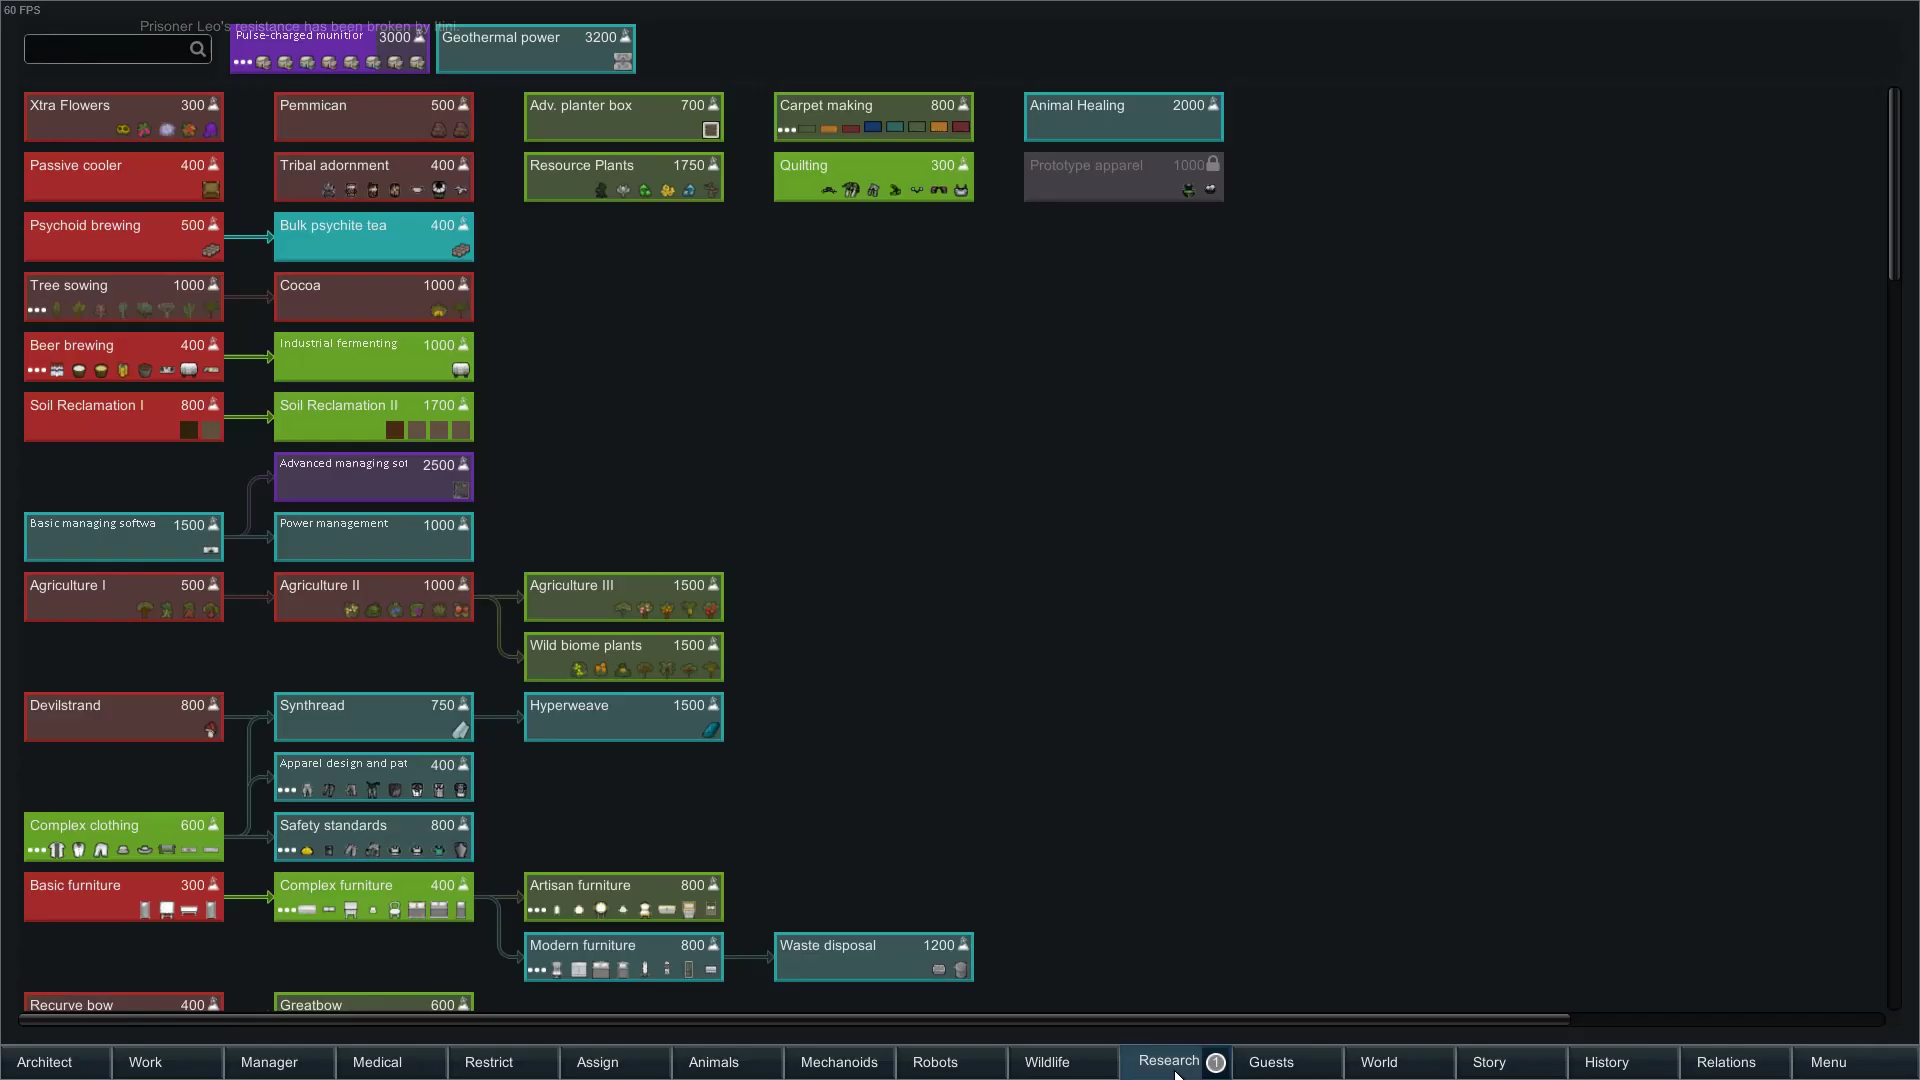 60 FPS
Prisoner Leo's resistance has been broken by Itini.
Pulse-charged munitior 3000
Geothermal power 3200
Xtra Flowers 300
Pemmican 500
Adv. planter box 700
Carpet making 800
Animal Healing 2000
Passive cooler 400
Tribal adornment 400
Resource Plants 1750
Quilting 300
Prototype apparel 1000
Psychoid brewing 500
Bulk psychite tea 400
Tree sowing 1000
Cocoa 1000
Beer brewing 400
Industrial fermenting 1000
Soil Reclamation I 800
Soil Reclamation II 1700
Advanced managing sof 2500
Basic managing softwa 1500
Power management 1000
Agriculture I 500
Agriculture II 1000
Agriculture III 1500
Wild biome plants 1500
Devilstrand 800
Synthread 750
Hyperweave 1500
Apparel design and pat 400
Complex clothing 600
Safety standards 800
Basic furniture 300
Complex furniture 400
Artisan furniture 800
Modern furniture 800
Waste disposal 1200
Recurve bow 400
Greatbow 600
Architect Work Manager Medical Restrict Assign Animals Mechanoids Robots Wildlife Research 1 Guests World Story History Relations Menu